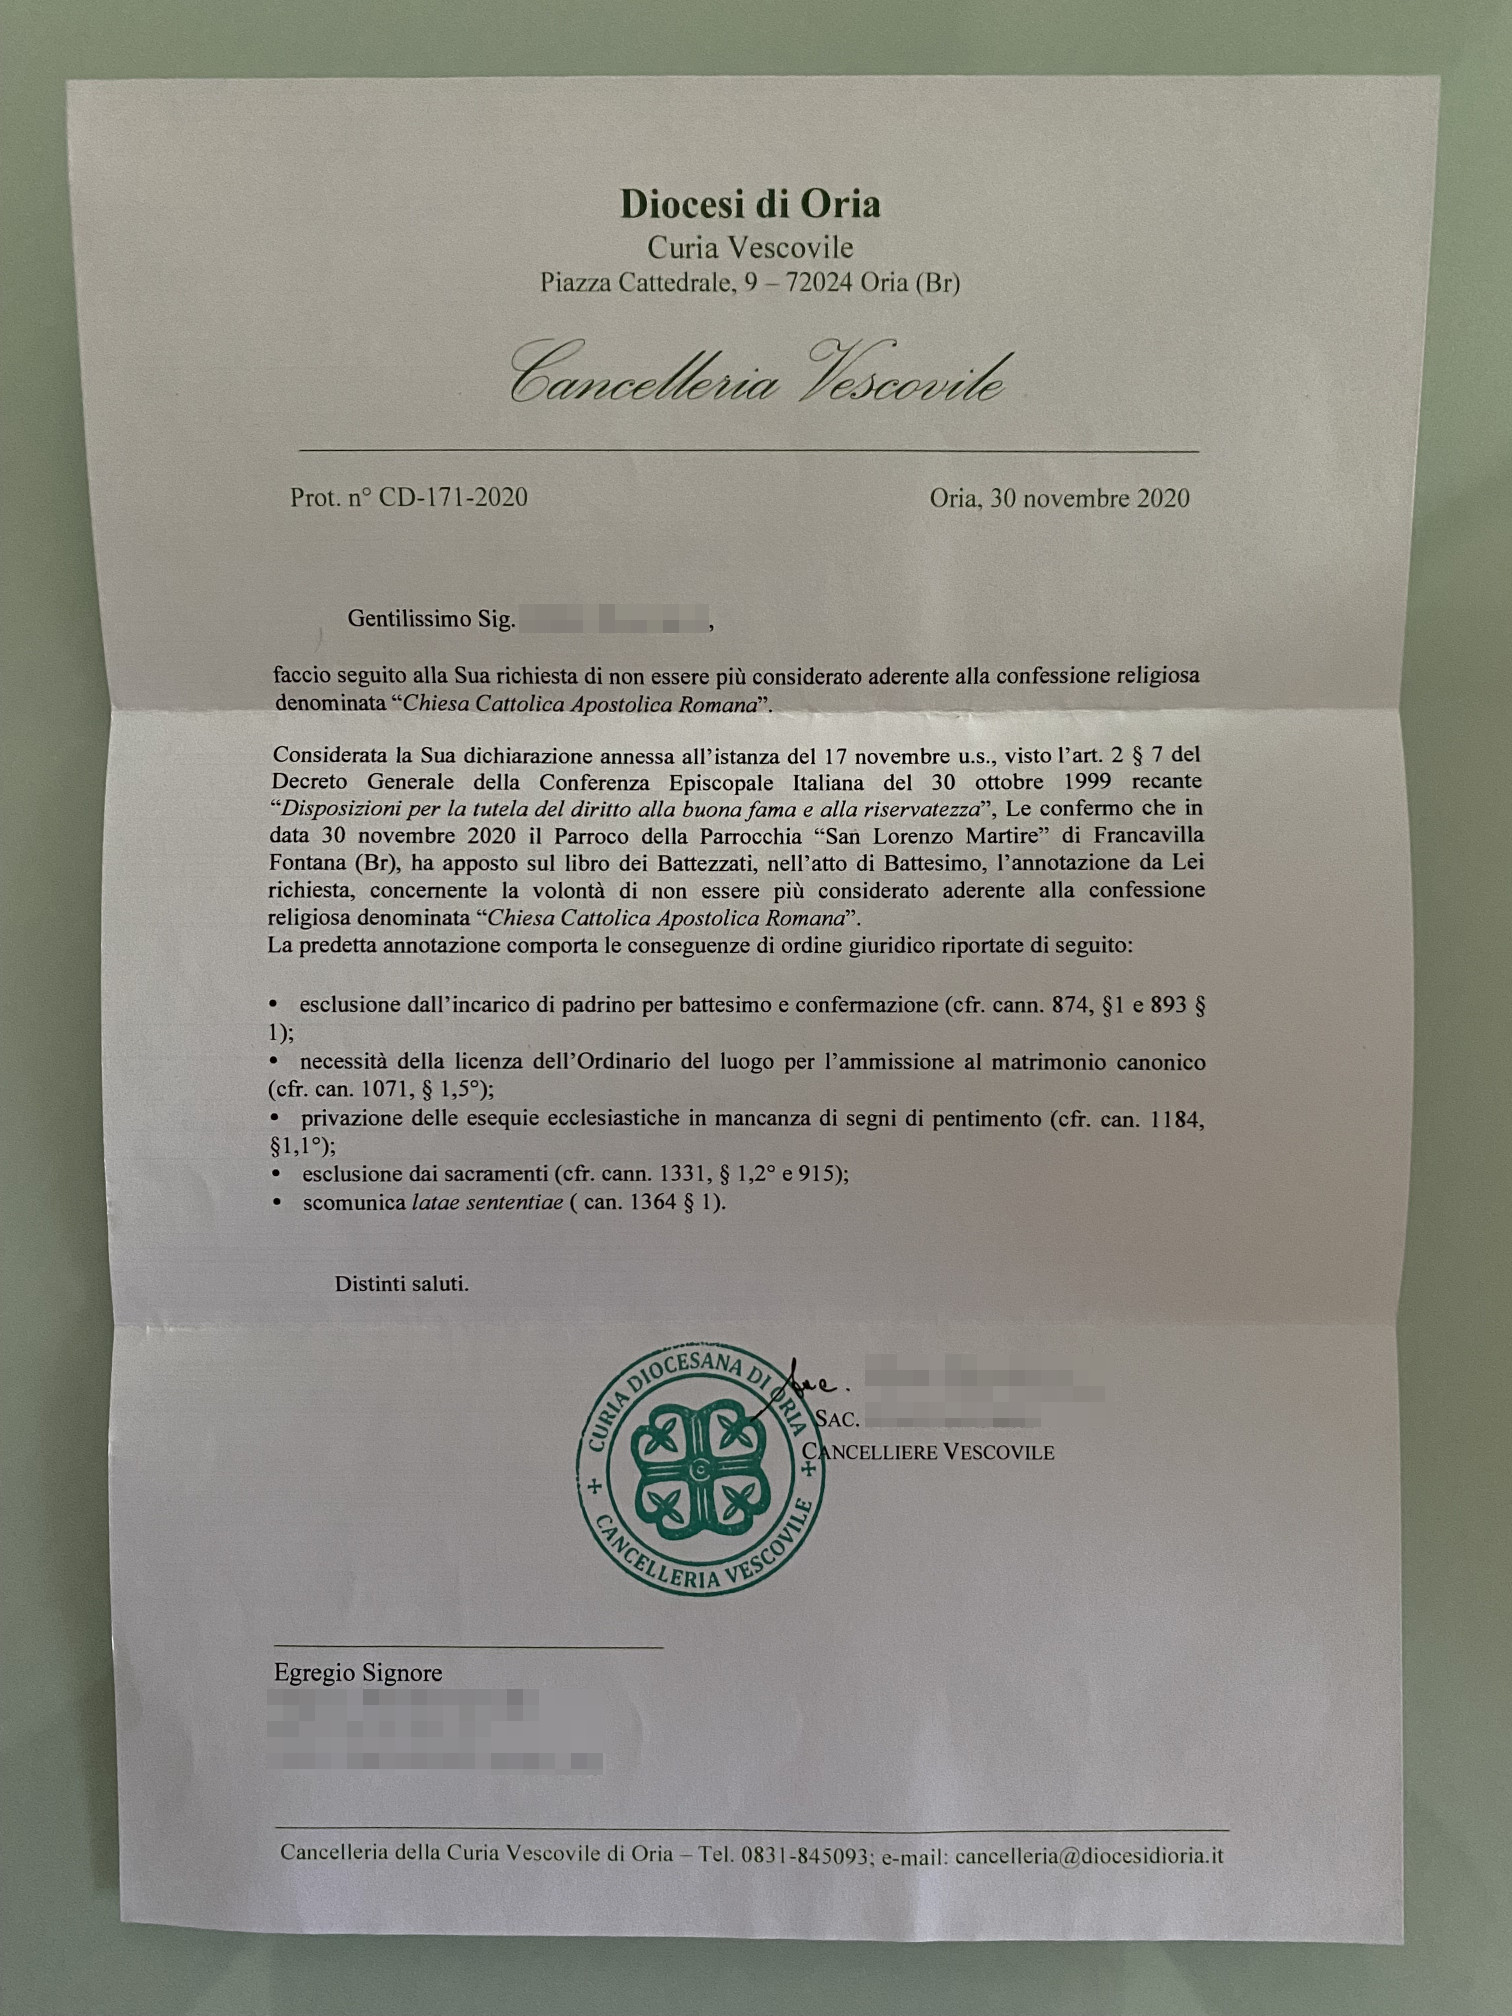 Diocesi di Oria
Curia Vescovile
Piazza Cattedrale, 9 – 72024 Oria (Br)
Cancelleria Vescovile
Prot. n° CD-171-2020
Oria, 30 novembre 2020
Gentilissimo Sig. ,
faccio seguito alla Sua richiesta di non essere più considerato aderente alla confessione religiosa
denominata “Chiesa Cattolica Apostolica Romana”.
Considerata la Sua dichiarazione annessa all’istanza del 17 novembre u.s., visto l’art. 2 § 7 del
Decreto Generale della Conferenza Episcopale Italiana del 30 ottobre 1999 recante
“Disposizioni per la tutela del diritto alla buona fama e alla riservatezza”, Le confermo che in
data 30 novembre 2020 il Parroco della Parrocchia “San Lorenzo Martire” di Francavilla
Fontana (Br), ha apposto sul libro dei Battezzati, nell’atto di Battesimo, l’annotazione da Lei
richiesta, concernente la volontà di non essere più considerato aderente alla confessione
religiosa denominata “Chiesa Cattolica Apostolica Romana”.
La predetta annotazione comporta le conseguenze di ordine giuridico riportate di seguito:
• esclusione dall’incarico di padrino per battesimo e confermazione (cfr. cann. 874, §1 e 893 §
1);
• necessità della licenza dell’Ordinario del luogo per l’ammissione al matrimonio canonico
(cfr. can. 1071, § 1,5°);
• privazione delle esequie ecclesiastiche in mancanza di segni di pentimento (cfr. can. 1184,
§1,1°);
• esclusione dai sacramenti (cfr. cann. 1331, § 1,2° e 915);
• scomunica latae sententiae ( can. 1364 § 1).
Distinti saluti.
CURIA DIOCESANA DI ORIA
CANCELLERIA VESCOVILE
Sac.
SAC.
CANCELLIERE VESCOVILE
Egregio Signore
Cancelleria della Curia Vescovile di Oria – Tel. 0831-845093; e-mail: cancelleria@diocesidioria.it